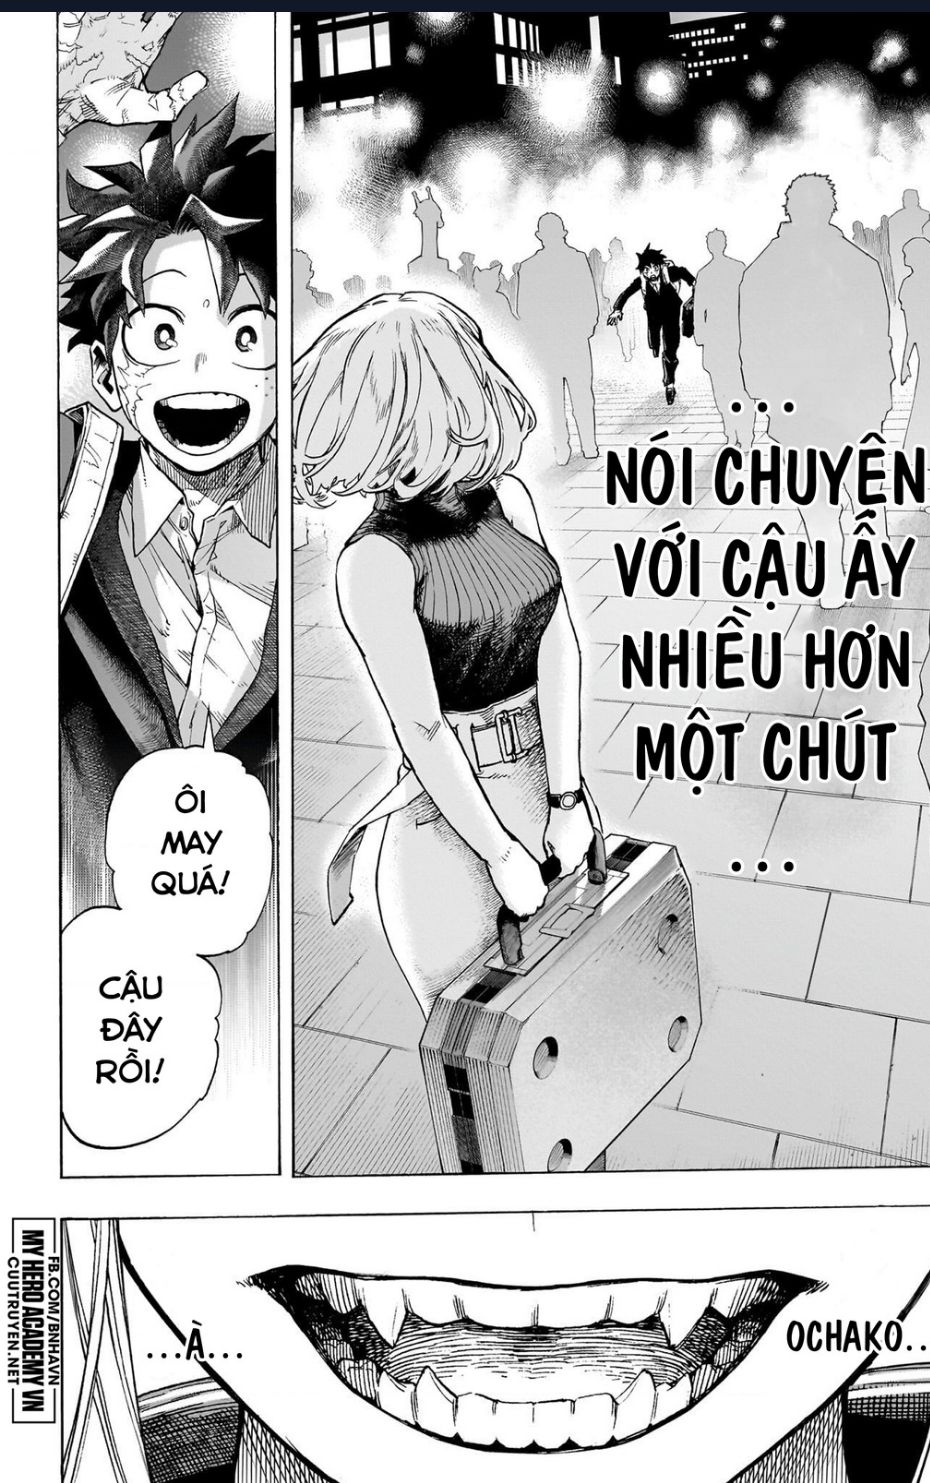 ...
NÓI CHUYỆN
VỚI CẬU ẤY
NHIỀU HƠN
MỘT CHÚT
...
ÔI
MAY
QUÁ!
CẬU
ĐÂY
RỒI!
OCHAKO..
...À...
FB.COM/BNHAVN
MY HERO ACADEMY VN
CUUTRUYEN.NET